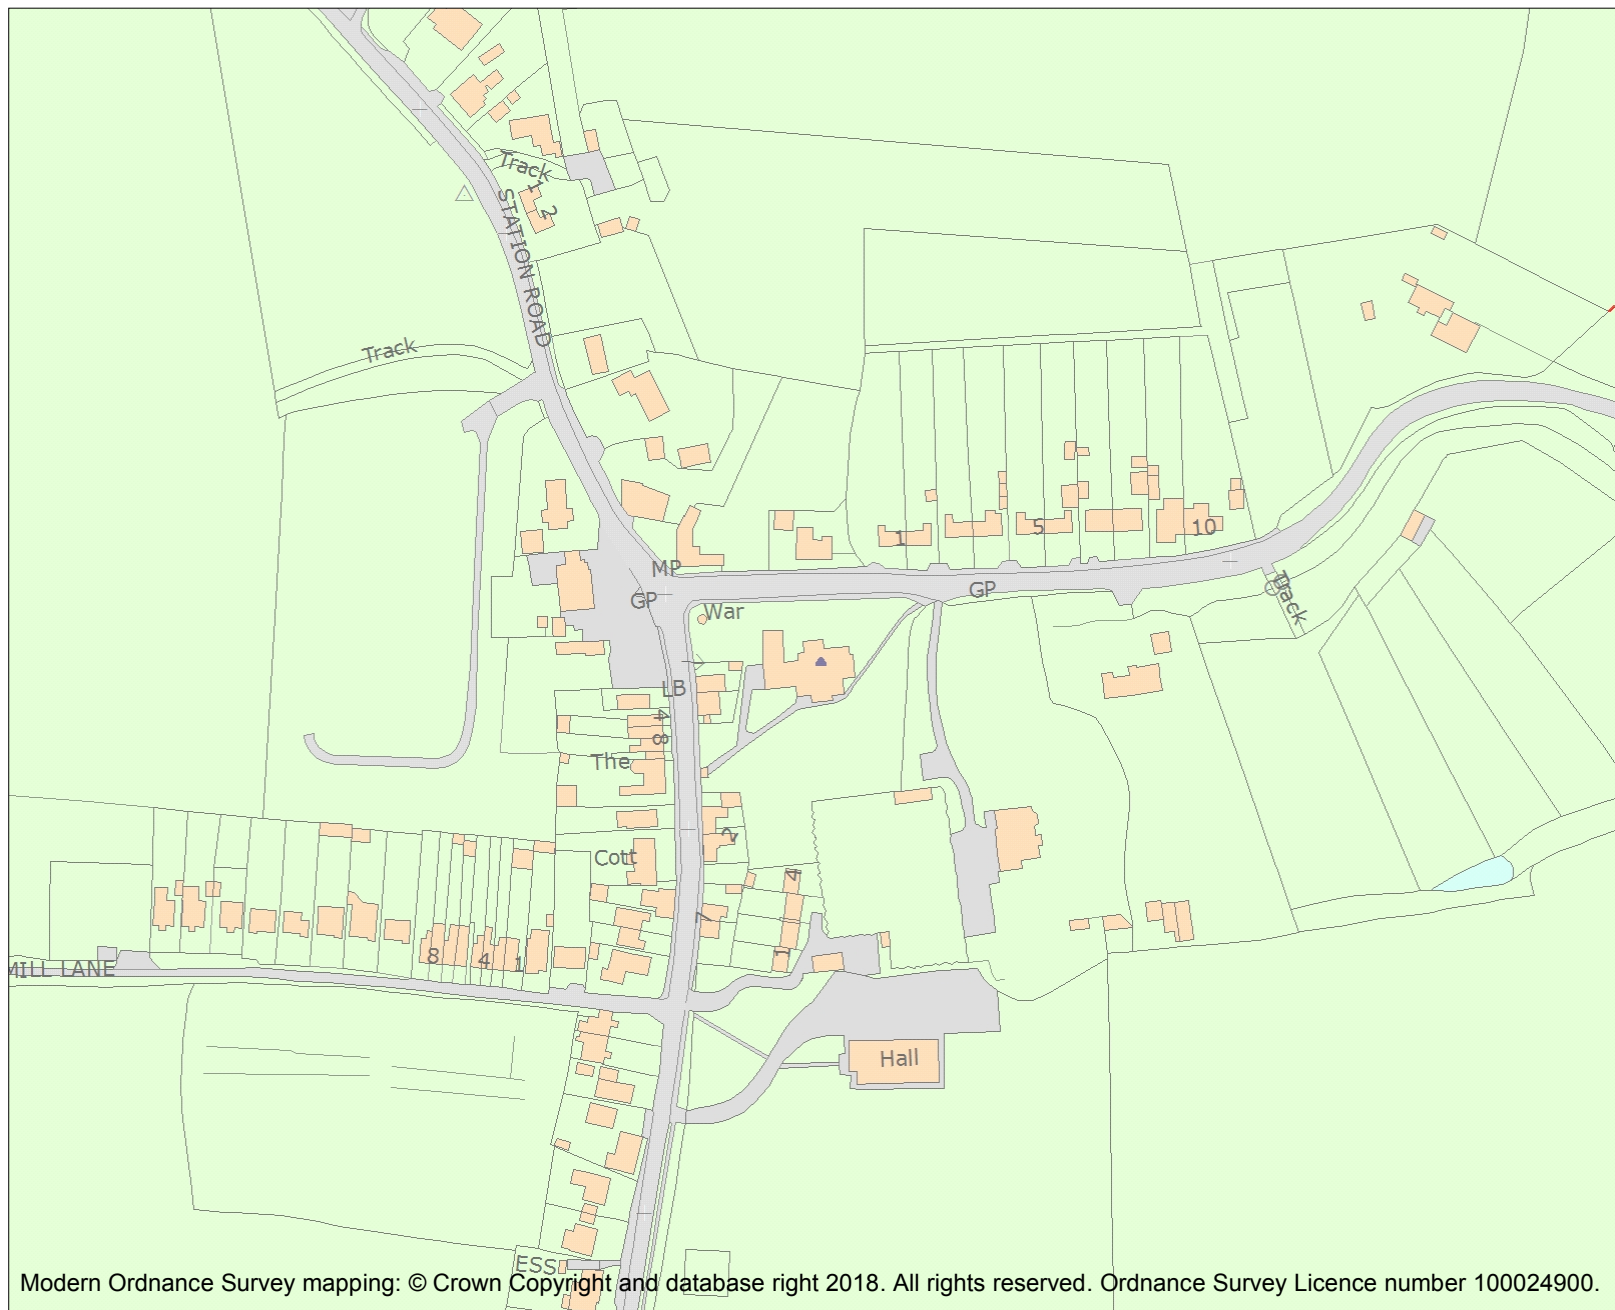 Track
1
2
STATION ROAD
Track
1
5
10
MP
GP
War
GP
Track
LB
4
8
The
2
Cott
4
7
1
8
4
1
MILL LANE
Hall
ESS
Modern Ordnance Survey mapping: © Crown Copyright and database right 2018. All rights reserved. Ordnance Survey Licence number 100024900.